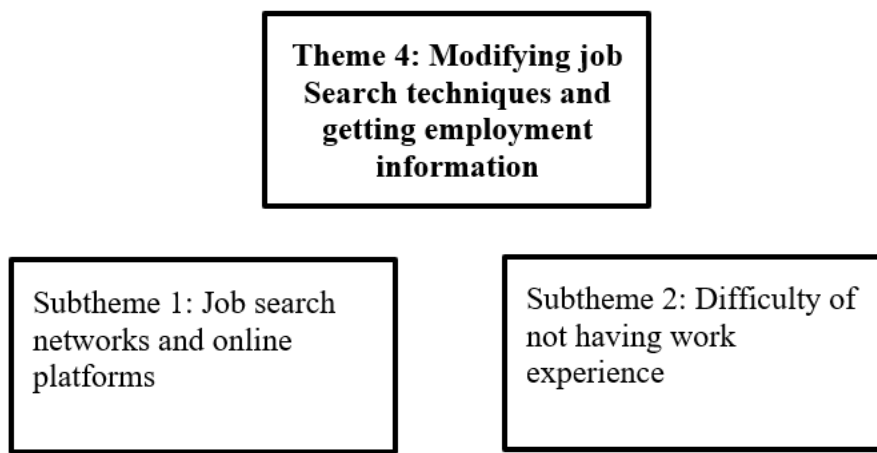 Theme 4: Modifying job
Search techniques and
getting employment
information
Subtheme 1: Job search
networks and online
platforms
Subtheme 2: Difficulty of
not having work
experience